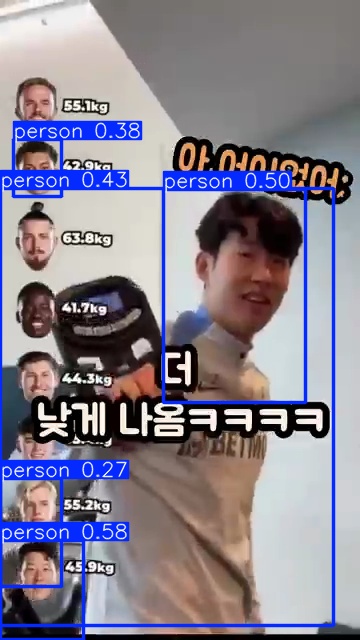 55.1kg
person 0.38
42.9kg
아 어이없어;
person 0.43
person 0.50
63.8kg
41.7kg
44.3kg
더
낮게 나옴ㅋㅋㅋㅋ
person 0.27
55.2kg
person 0.58
45.9kg